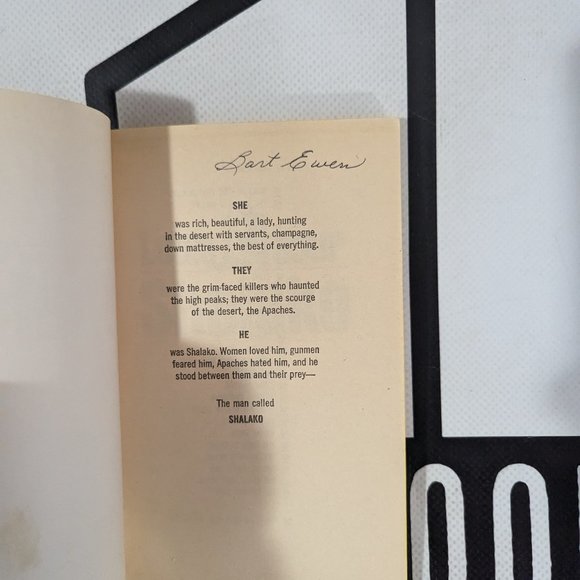 Bart Ewen
SHE
was rich, beautiful, a lady, hunting
in the desert with servants, champagne,
down mattresses, the best of everything.
THEY
were the grim-faced killers who haunted
the high peaks; they were the scourge
of the desert, the Apaches.
HE
was Shalako. Women loved him, gunmen
feared him, Apaches hated him, and he
stood between them and their prey—
The man called
SHALAKO